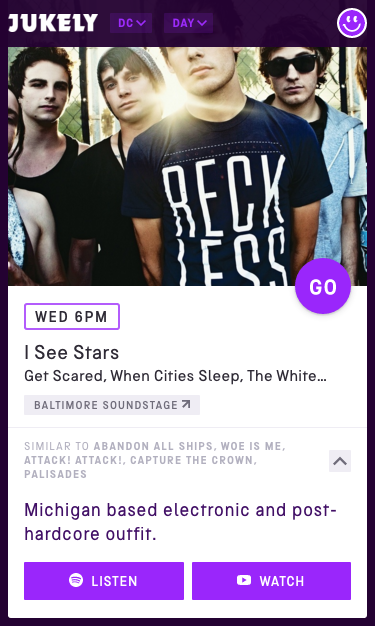 JUKELY DC DAY
RECK
LESS
GO
WED 6PM
I See Stars
Get Scared, When Cities Sleep, The White...
BALTIMORE SOUNDSTAGE
SIMILAR TO ABANDON ALL SHIPS, WOE IS ME,
ATTACK! ATTACK!, CAPTURE THE CROWN,
PALISADES
Michigan based electronic and post-
hardcore outfit.
LISTEN WATCH